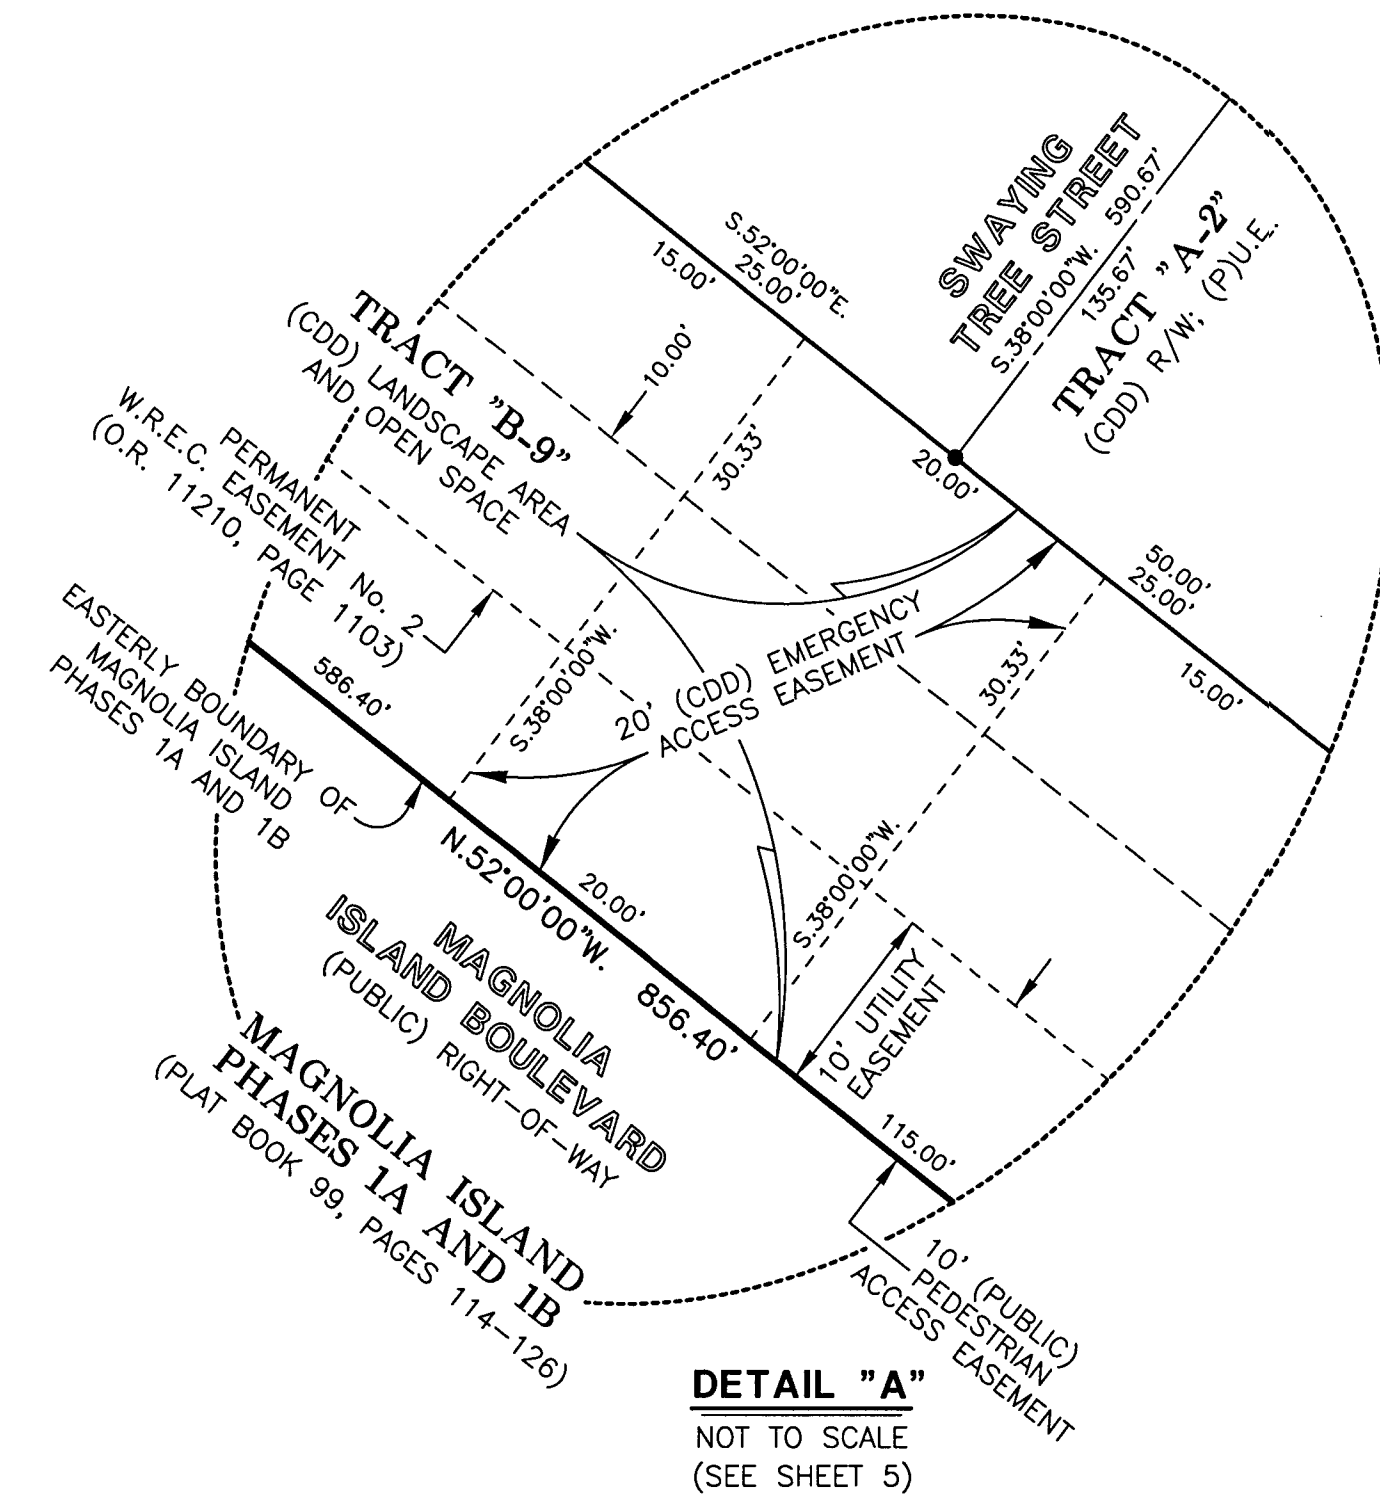 SWAYING
TREE STREET
S.38°00'00"W. 590.67'
135.67'
TRACT "A-2"
(CDD) R/W; (P)U.E.
S.52°00'00"E.
25.00'
15.00'
10.00'
30.33'
20.00'
TRACT "B-9"
(CDD) LANDSCAPE AREA
AND OPEN SPACE
PERMANENT
W.R.E.C. EASEMENT No. 2
(O.R. 11210, PAGE 1103)
EASTERLY BOUNDARY OF
MAGNOLIA ISLAND
PHASES 1A AND 1B
586.40'
S.38°00'00"W.
20' (CDD) EMERGENCY
ACCESS EASEMENT
50.00'
25.00'
15.00'
30.33'
S.38°00'00"W.
N.52°00'00"W. 856.40'
20.00'
MAGNOLIA
ISLAND BOULEVARD
(PUBLIC) RIGHT-OF-WAY
10' UTILITY
EASEMENT
115.00'
MAGNOLIA ISLAND
PHASES 1A AND 1B
(PLAT BOOK 99, PAGES 114-126)
10' (PUBLIC)
PEDESTRIAN
ACCESS EASEMENT
DETAIL "A"
NOT TO SCALE
(SEE SHEET 5)